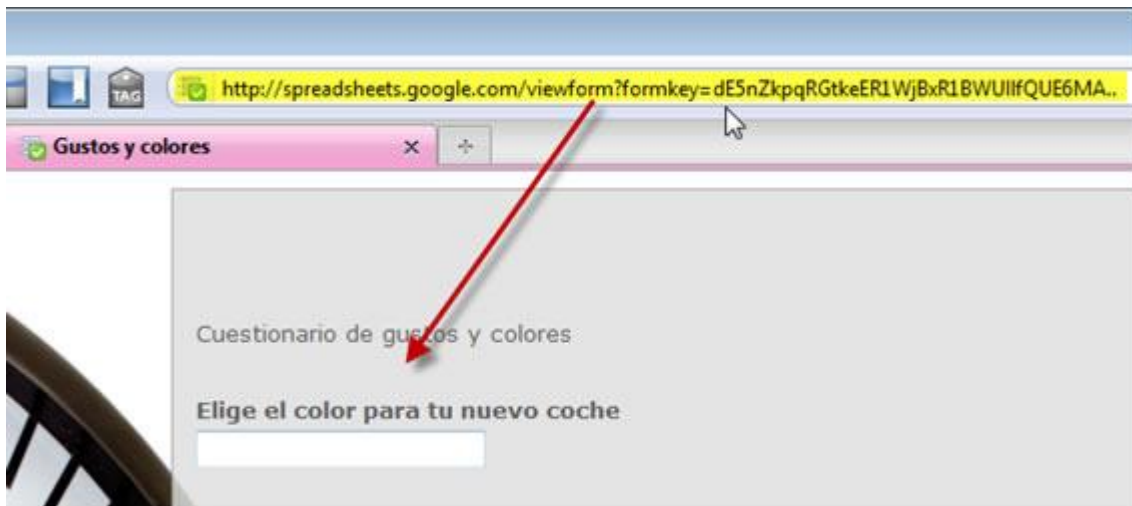 TAG
http://spreadsheets.google.com/viewform?formkey=dE5nZkpqRGtkeER1WjBxR1BWUllfQUE6MA..
Gustos y colores
Cuestionario de gustos y colores
Elige el color para tu nuevo coche